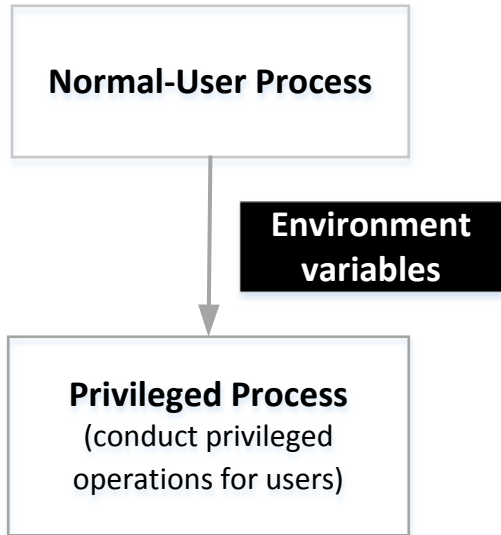 Normal-User Process
Environment
variables
Privileged Process
(conduct privileged
operations for users)